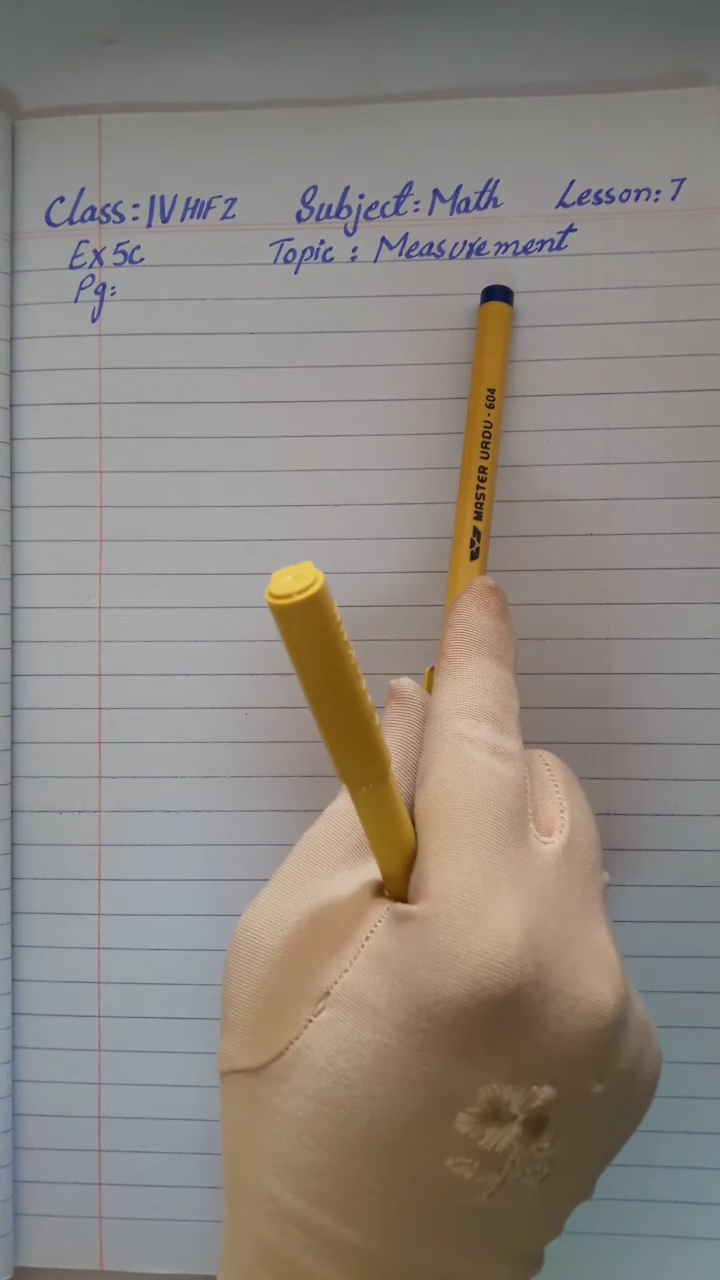 Class: IV HIFZ Subject: Math Lesson: 7
Ex 5c Topic: Measurement
Pg:
MASTER URDU - 604